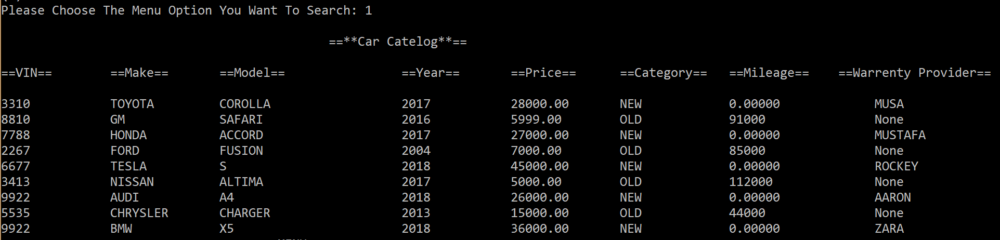 Please Choose The Menu Option You Want To Search: 1
==**Car Catelog**==
==VIN== ==Make== ==Model== ==Year== ==Price== ==Category== ==Mileage== ==Warrenty Provider==
3310 TOYOTA COROLLA 2017 28000.00 NEW 0.00000 MUSA
8810 GM SAFARI 2016 5999.00 OLD 91000 None
7788 HONDA ACCORD 2017 27000.00 NEW 0.00000 MUSTAFA
2267 FORD FUSION 2004 7000.00 OLD 85000 None
6677 TESLA S 2018 45000.00 NEW 0.00000 ROCKEY
3413 NISSAN ALTIMA 2017 5000.00 OLD 112000 None
9922 AUDI A4 2018 26000.00 NEW 0.00000 AARON
5535 CHRYSLER CHARGER 2013 15000.00 OLD 44000 None
9922 BMW X5 2018 36000.00 NEW 0.00000 ZARA